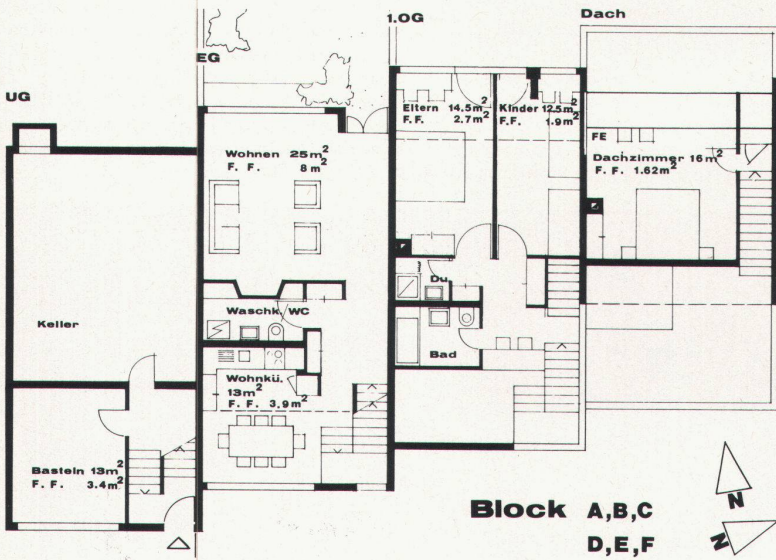 UG
EG
1.OG
Dach
Keller
Basteln 13m²
F. F. 3.4m²
Wohnen 25m²
F. F. 8m²
Waschk. WC
Wohnkü.
13m²
F. F. 3,9m²
Eltern 14.5m²
F.F. 2.7m²
Kinder 12.5m²
F.F. 1.9m²
Du
Bad
FE
Dachzimmer 16m²
F. F. 1.62m²
Block A,B,C
D,E,F
N
N